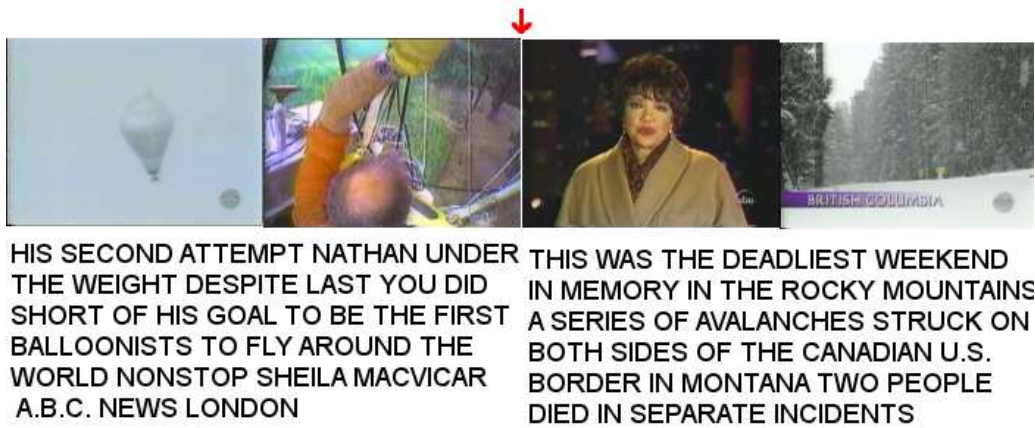 BRITISH COLUMBIA
HIS SECOND ATTEMPT NATHAN UNDER
THE WEIGHT DESPITE LAST YOU DID
SHORT OF HIS GOAL TO BE THE FIRST
BALLOONISTS TO FLY AROUND THE
WORLD NONSTOP SHEILA MACVICAR
A.B.C. NEWS LONDON
THIS WAS THE DEADLIEST WEEKEND
IN MEMORY IN THE ROCKY MOUNTAINS
A SERIES OF AVALANCHES STRUCK ON
BOTH SIDES OF THE CANADIAN U.S.
BORDER IN MONTANA TWO PEOPLE
DIED IN SEPARATE INCIDENTS